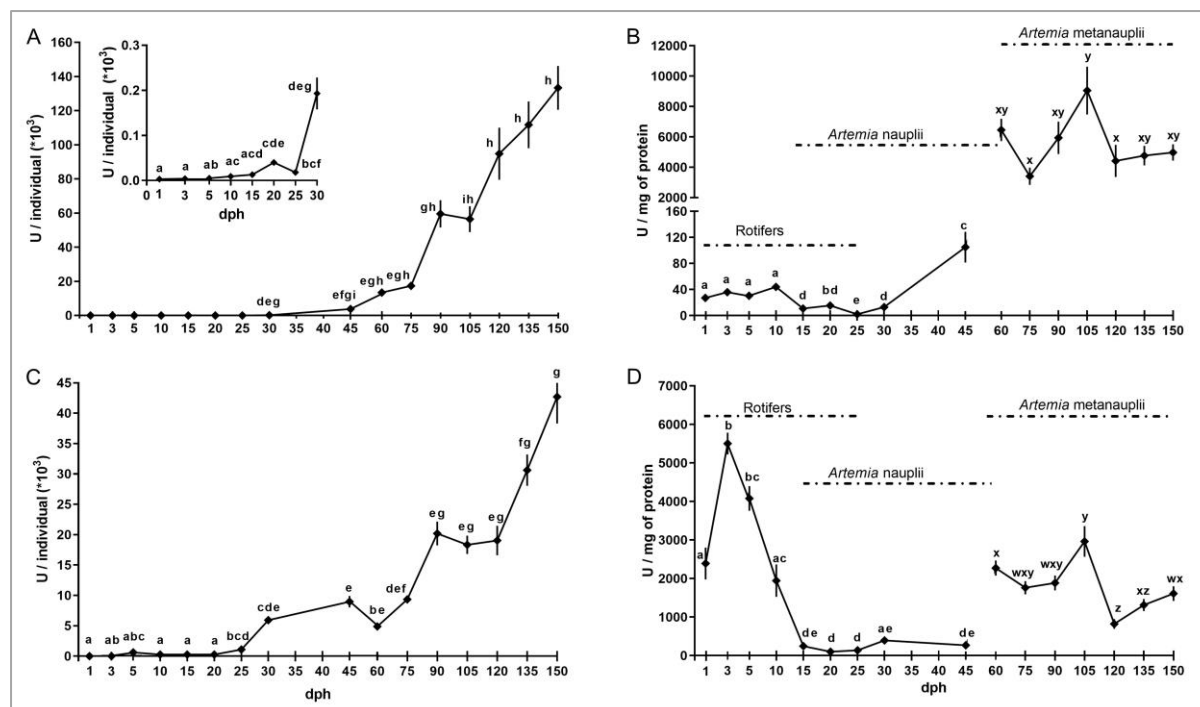 A
U / individual (*10³)
160
140
120
100
80
60
40
20
0
1 3 5 10 15 20 25 30 35 40 45 60 75 90 105 120 135 150
deg
efgi
egh
egh
gh
ih
h
h
h
U / individual (*10³)
0.3
0.2
0.1
0.0
0 1 3 5 10 15 20 25 30
dph
a a ab ac acd cde bcf deg
B
U / mg of protein
12000
10000
8000
6000
4000
2000
160
120
80
40
0
Artemia metanauplii
Artemia nauplii
Rotifers
a a a a d bd e d c
xy x xy y x xy xy
1 3 5 10 15 20 25 30 35 40 45 60 75 90 105 120 135 150
C
U / individual (*10³)
45
40
35
30
25
20
15
10
5
0
a ab abc a a a bcd cde e be def eg eg eg fg g
1 3 5 10 15 20 25 30 35 40 45 60 75 90 105 120 135 150
dph
D
U / mg of protein
7000
6000
5000
4000
3000
2000
1000
0
Rotifers
Artemia nauplii
Artemia metanauplii
a b bc ac de d d ae de
x wxy wxy y z xz wx
1 3 5 10 15 20 25 30 35 40 45 60 75 90 105 120 135 150
dph